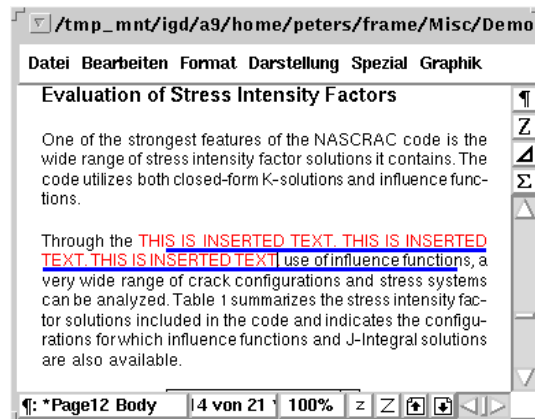 /tmp_mnt/igd/a9/home/peters/frame/Misc/Demo
Datei Bearbeiten Format Darstellung Spezial Graphik
Evaluation of Stress Intensity Factors
One of the strongest features of the NASCRAC code is the
wide range of stress intensity factor solutions it contains. The
code utilizes both closed-form K-solutions and influence func-
tions.
Through the THIS IS INSERTED TEXT. THIS IS INSERTED
TEXT. THIS IS INSERTED TEXT use of influence functions, a
very wide range of crack configurations and stress systems
can be analyzed. Table 1 summarizes the stress intensity fac-
tor solutions included in the code and indicates the configu-
rations for which influence functions and J-Integral solutions
are also available.
¶
Z
Σ
¶: *Page12 Body 14 von 21 * 100% z Z